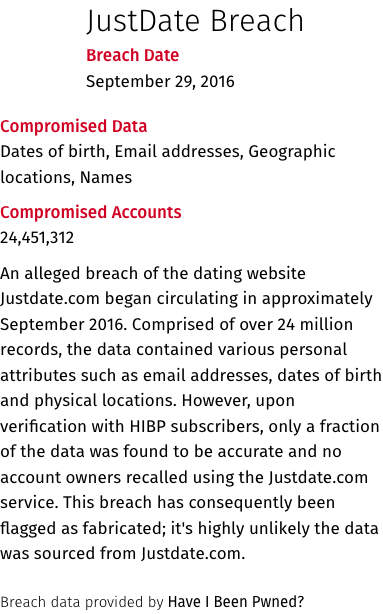 JustDate Breach
Breach Date
September 29, 2016
Compromised Data
Dates of birth, Email addresses, Geographic
locations, Names
Compromised Accounts
24,451,312
An alleged breach of the dating website
Justdate.com began circulating in approximately
September 2016. Comprised of over 24 million
records, the data contained various personal
attributes such as email addresses, dates of birth
and physical locations. However, upon
verification with HIBP subscribers, only a fraction
of the data was found to be accurate and no
account owners recalled using the Justdate.com
service. This breach has consequently been
flagged as fabricated; it's highly unlikely the data
was sourced from Justdate.com.
Breach data provided by Have I Been Pwned?